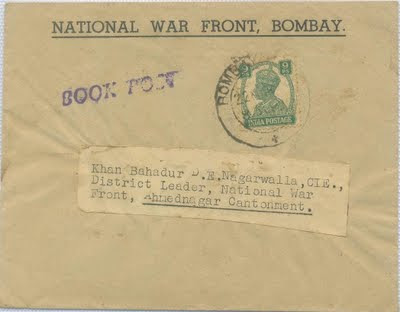 NATIONAL WAR FRONT, BOMBAY.
BOOK POST
BOMBA
INDIA POSTAGE
Khan Bahadur D.E.Nagarwalla,CIE.,
District Leader, National War
Front, Ahmednagar Cantonment.